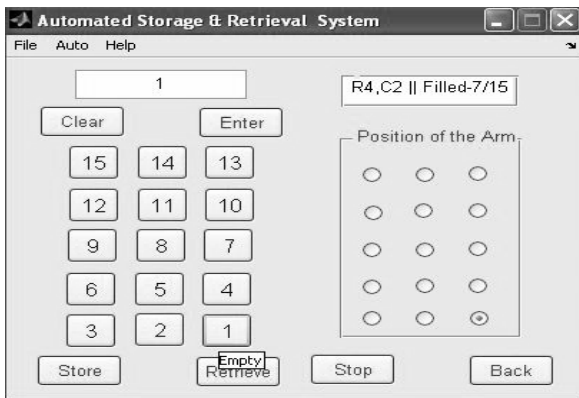 Automated Storage & Retrieval System
File Auto Help
1
R4,C2 || Filled-7/15
Clear Enter
Position of the Arm
15 14 13
12 11 10
9 8 7
6 5 4
3 2 1
Empty
Store Retrieve Stop Back